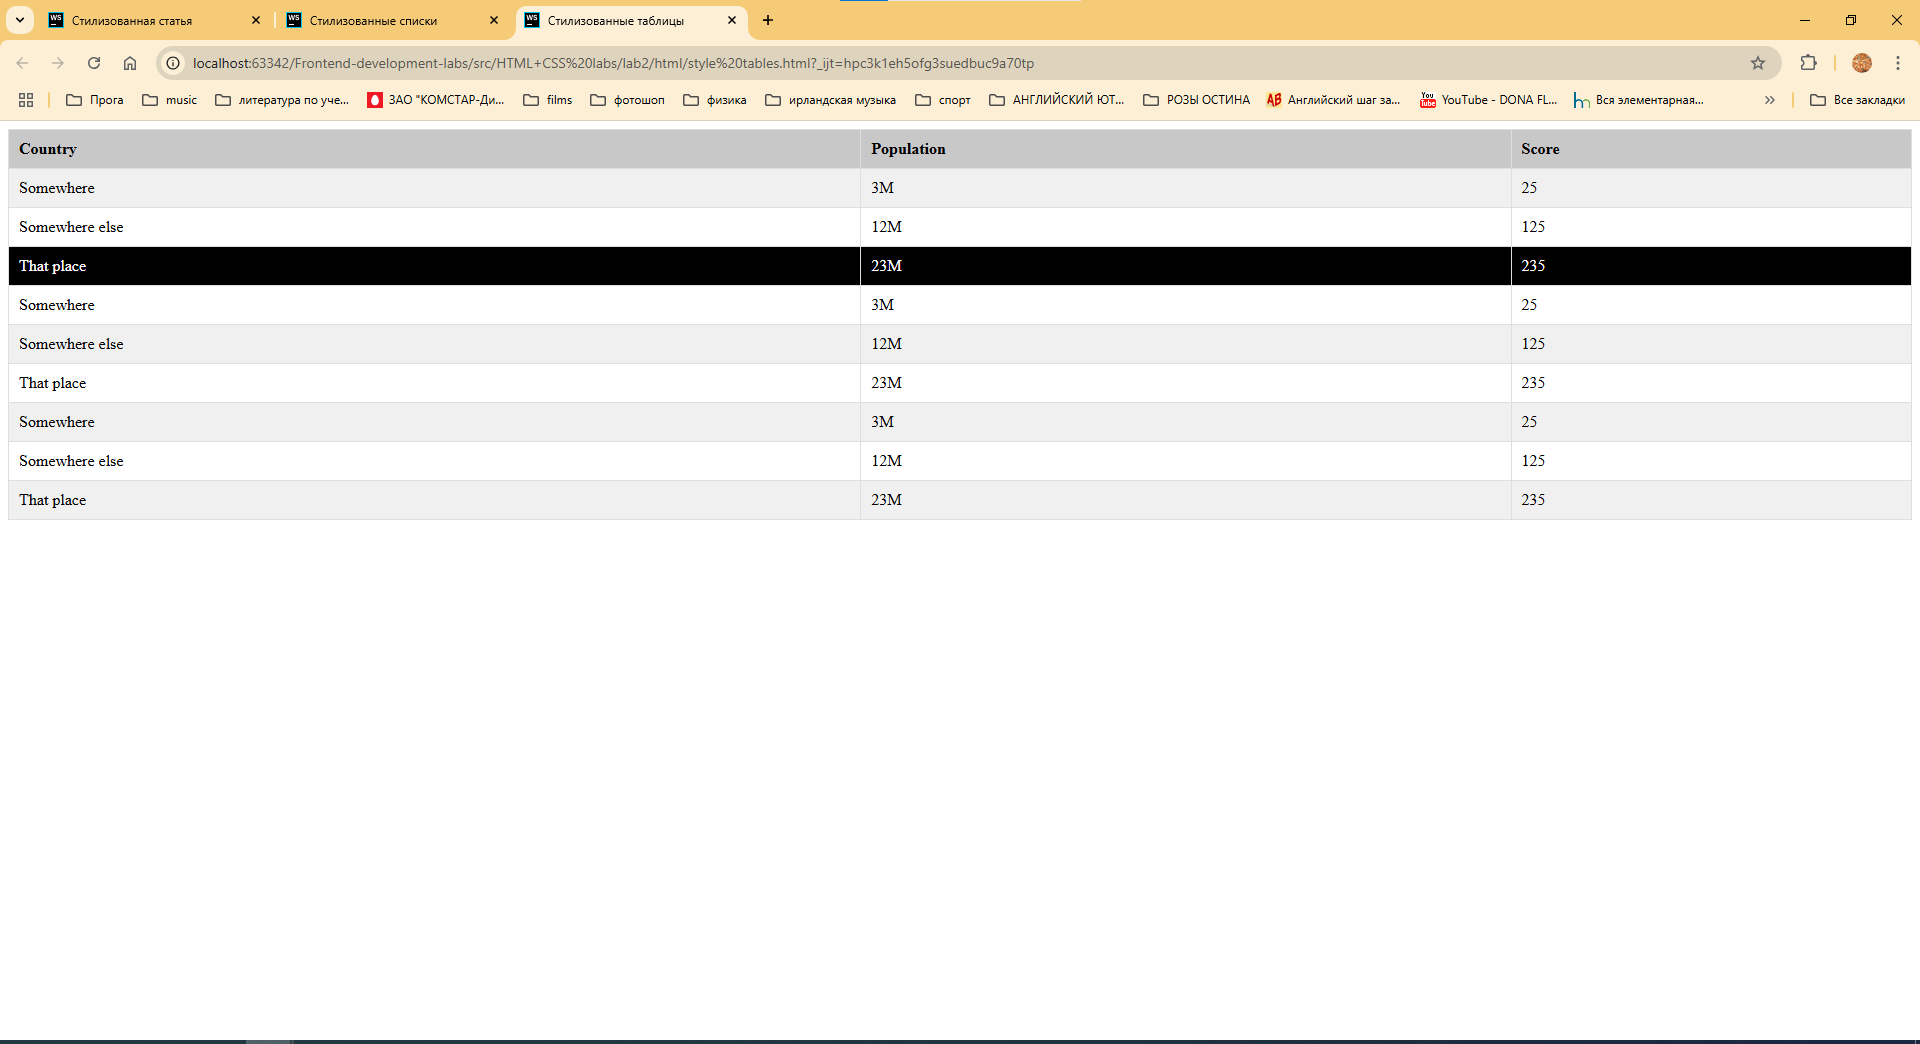 Стилизованная статья Стилизованные списки Стилизованные таблицы
localhost:63342/Frontend-development-labs/src/HTML+CSS%20labs/lab2/html/style%20tables.html?_ijt=hpc3k1eh5ofg3suedbuc9a70tp
Прога music литература по уче... ЗАО "КОМСТАР-Ди... films фотошоп физика ирландская музыка спорт АНГЛИЙСКИЙ ЮТ... РОЗЫ ОСТИНА Английский шаг за... YouTube - DONA FL... Вся элементарная... Все закладки
Country Population Score
Somewhere 3M 25
Somewhere else 12M 125
That place 23M 235
Somewhere 3M 25
Somewhere else 12M 125
That place 23M 235
Somewhere 3M 25
Somewhere else 12M 125
That place 23M 235